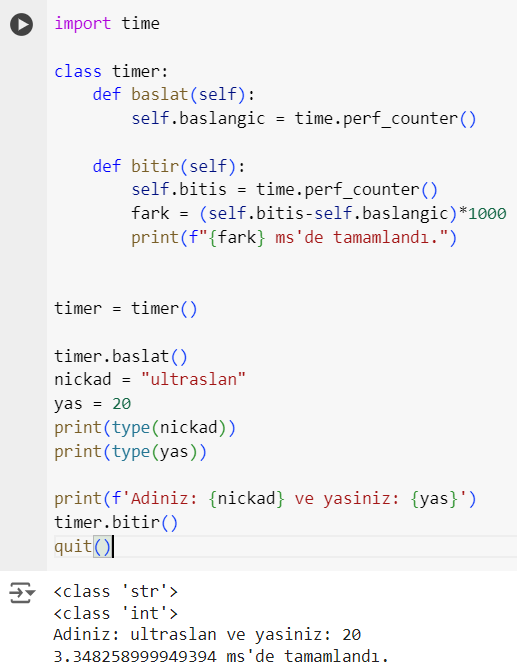 import time
class timer:
def baslat(self):
self.baslangic = time.perf_counter()
def bitir(self):
self.bitis = time.perf_counter()
fark = (self.bitis-self.baslangic)*1000
print(f"{fark} ms'de tamamlandı.")
timer = timer()
timer.baslat()
nickad = "ultraslan"
yas = 20
print(type(nickad))
print(type(yas))
print(f'Adiniz: {nickad} ve yasiniz: {yas}')
timer.bitir()
quit()
<class 'str'>
<class 'int'>
Adiniz: ultraslan ve yasiniz: 20
3.348258999949394 ms'de tamamlandı.